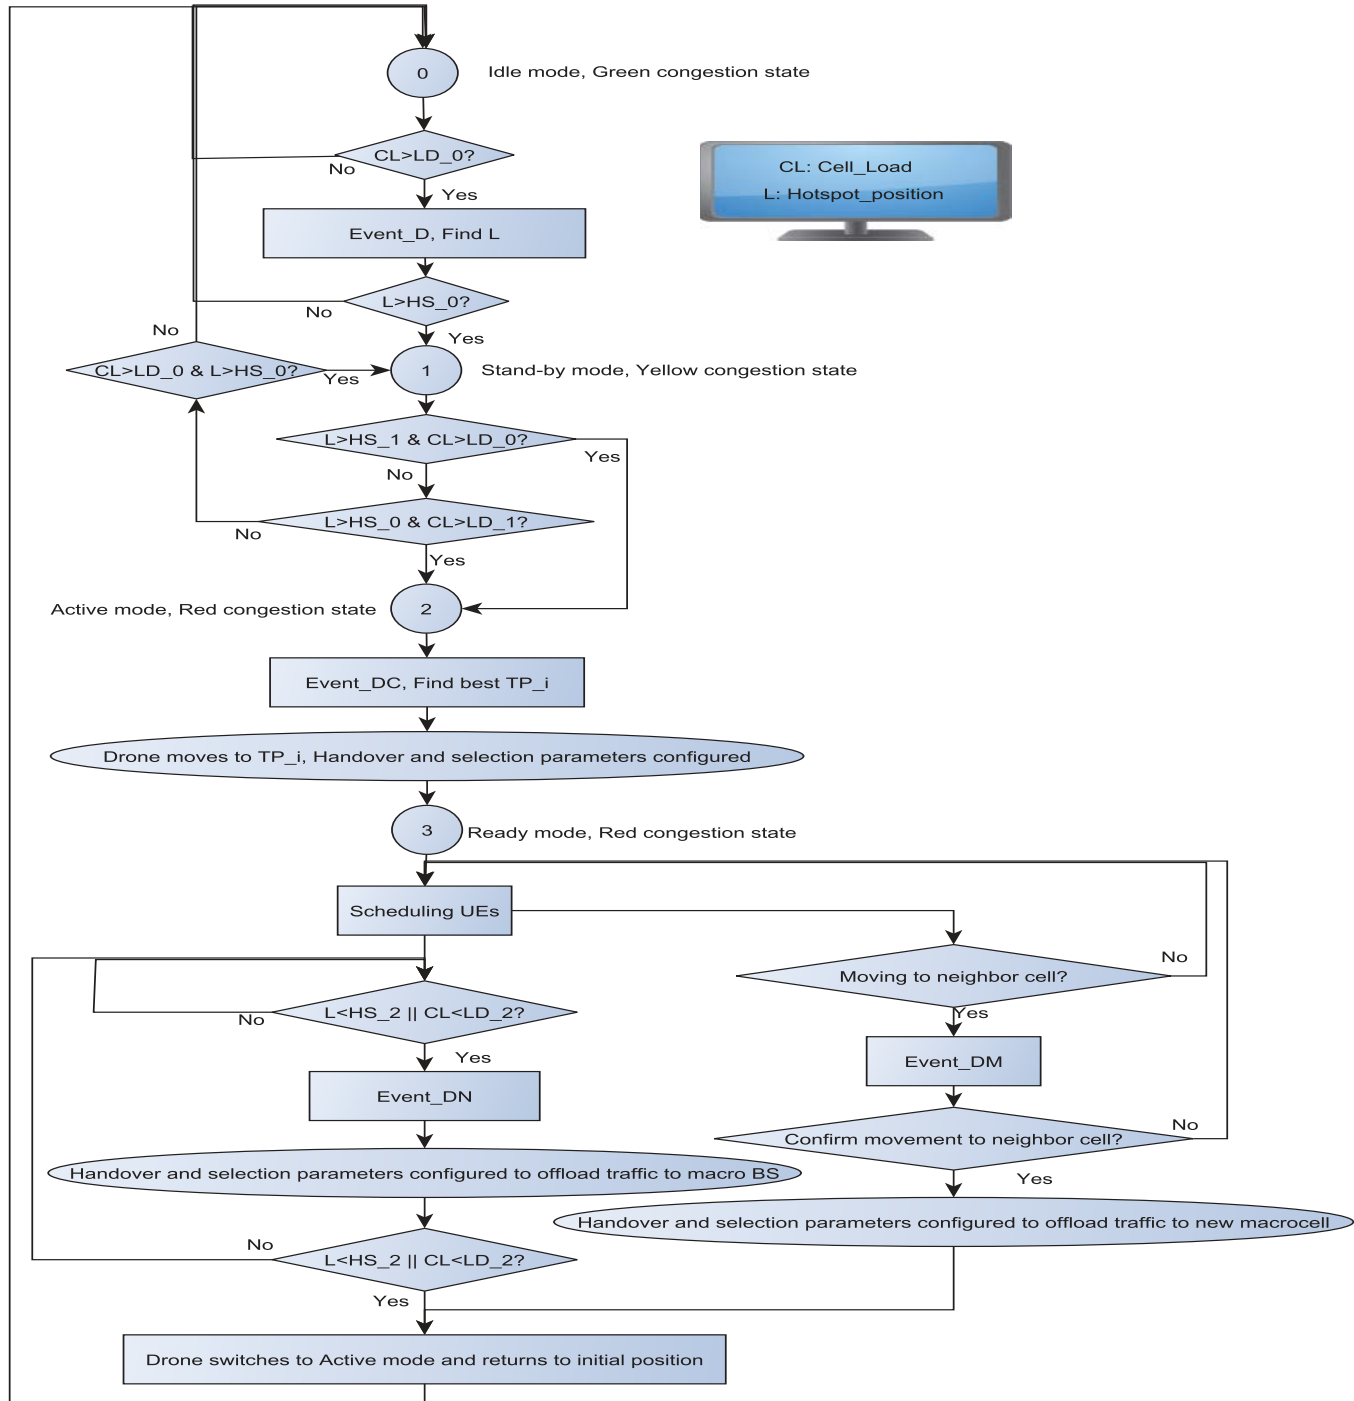 0
Idle mode, Green congestion state
CL>LD_0?
No
Yes
CL: Cell_Load
L: Hotspot_position
Event_D, Find L
L>HS_0?
No
Yes
No
CL>LD_0 & L>HS_0?
Yes
1
Stand-by mode, Yellow congestion state
L>HS_1 & CL>LD_0?
Yes
No
L>HS_0 & CL>LD_1?
No
Yes
Active mode, Red congestion state
2
Event_DC, Find best TP_i
Drone moves to TP_i, Handover and selection parameters configured
3
Ready mode, Red congestion state
Scheduling UEs
Moving to neighbor cell?
No
Yes
L<HS_2 || CL<LD_2?
No
Yes
Event_DM
Event_DN
Confirm movement to neighbor cell?
No
Yes
Handover and selection parameters configured to offload traffic to macro BS
Handover and selection parameters configured to offload traffic to new macrocell
L<HS_2 || CL<LD_2?
No
Yes
Drone switches to Active mode and returns to initial position